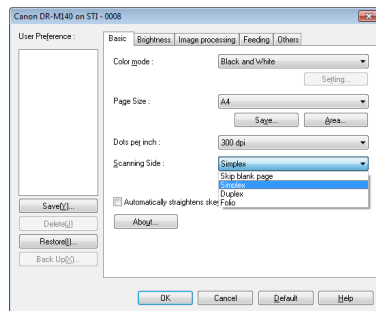 Canon DR-M140 on STI - 0008
User Preference :
Basic Brightness Image processing Feeding Others
Color mode : Black and White
Setting...
Page Size : A4
Save... Area...
Dots per inch : 300 dpi
Scanning Side : Simplex
Skip blank page
Simplex
Duplex
Folio
Automatically straightens
About...
Save(Y)...
Delete(J)
Restore(I)...
Back Up(X)...
OK Cancel Default Help